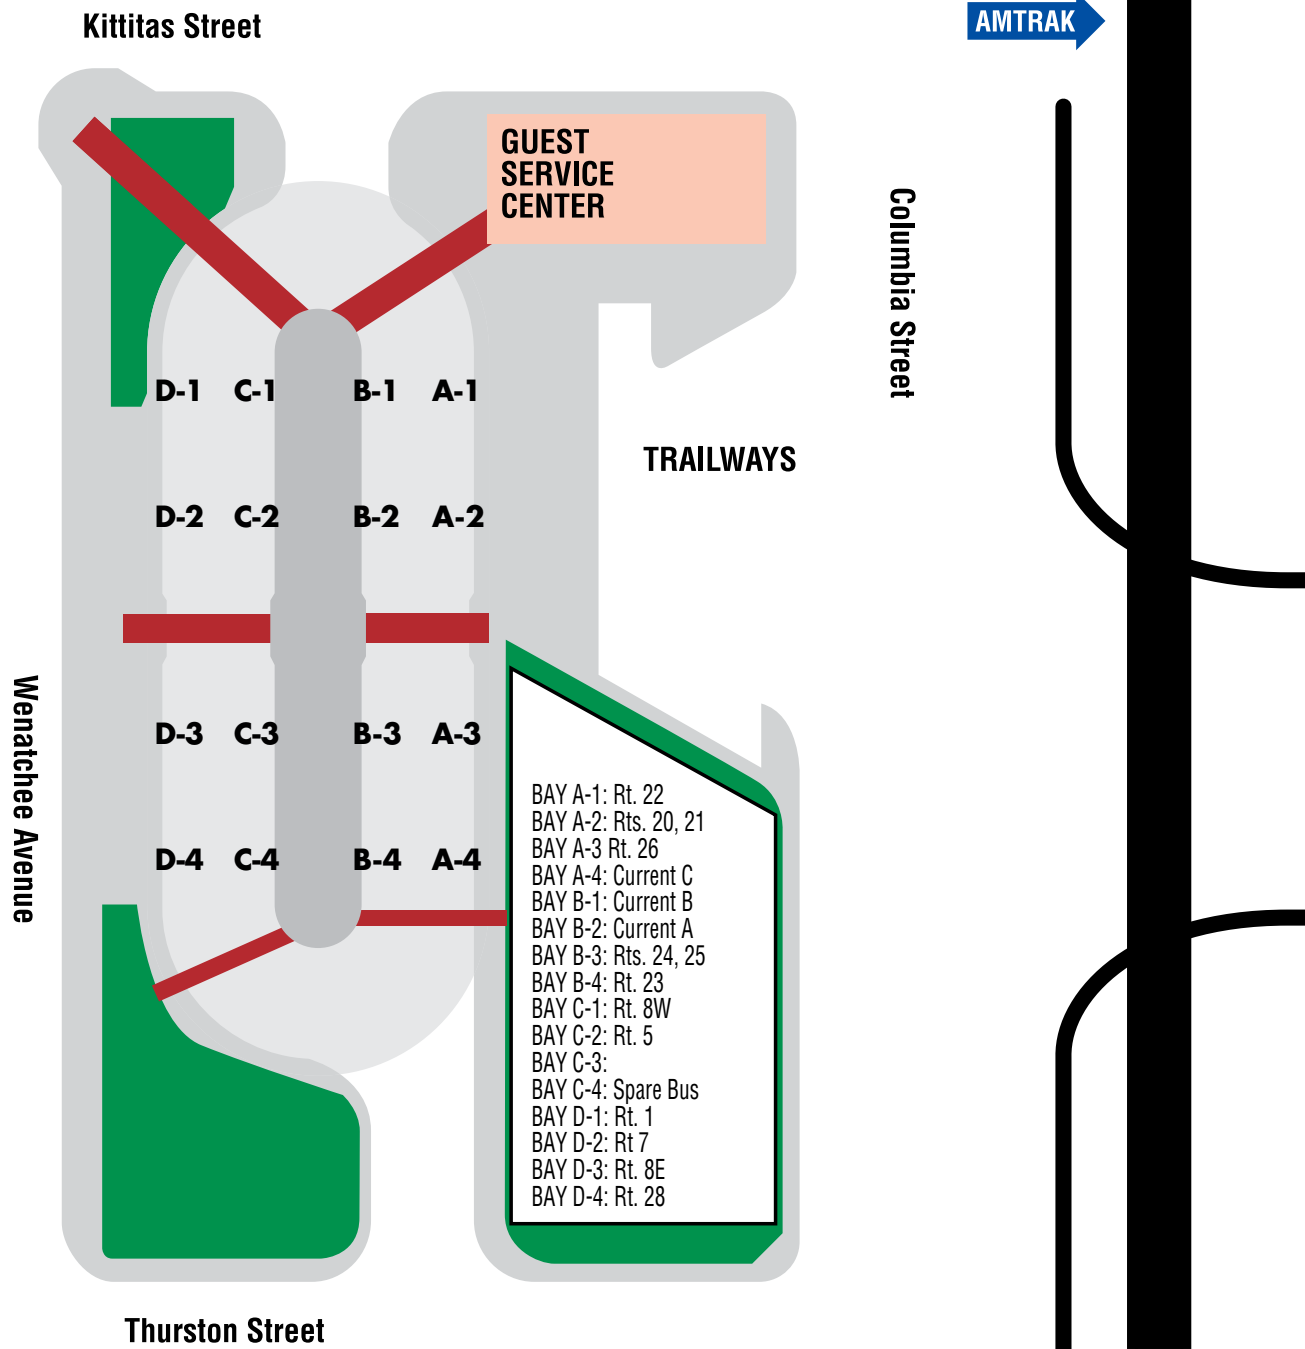 Kittitas Street
AMTRAK
GUEST
SERVICE
CENTER
Columbia Street
D-1 C-1 B-1 A-1
TRAILWAYS
D-2 C-2 B-2 A-2
Wenatchee Avenue
D-3 C-3 B-3 A-3
D-4 C-4 B-4 A-4
BAY A-1: Rt. 22
BAY A-2: Rts. 20, 21
BAY A-3 Rt. 26
BAY A-4: Current C
BAY B-1: Current B
BAY B-2: Current A
BAY B-3: Rts. 24, 25
BAY B-4: Rt. 23
BAY C-1: Rt. 8W
BAY C-2: Rt. 5
BAY C-3:
BAY C-4: Spare Bus
BAY D-1: Rt. 1
BAY D-2: Rt 7
BAY D-3: Rt. 8E
BAY D-4: Rt. 28
Thurston Street